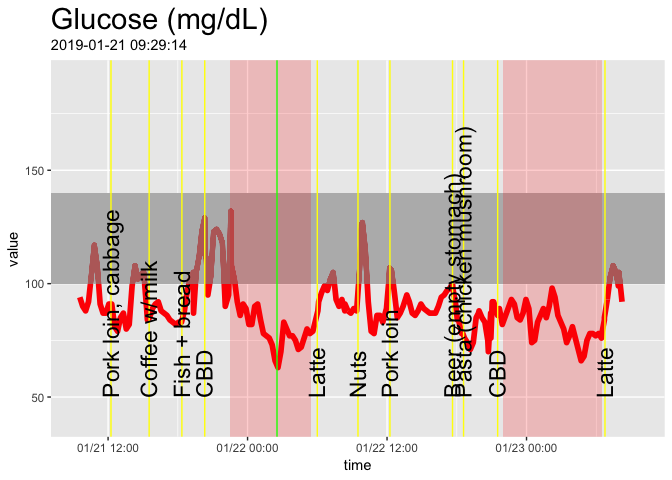 Glucose (mg/dL)
2019-01-21 09:29:14
value
150
100
50
Pork loin, cabbage
Coffee w/milk
Fish + bread
CBD
Latte
Nuts
Pork loin
Beer (empty stomach)
Pasta (chicken mushroom)
CBD
Latte
01/21 12:00
01/22 00:00
01/22 12:00
01/23 00:00
time